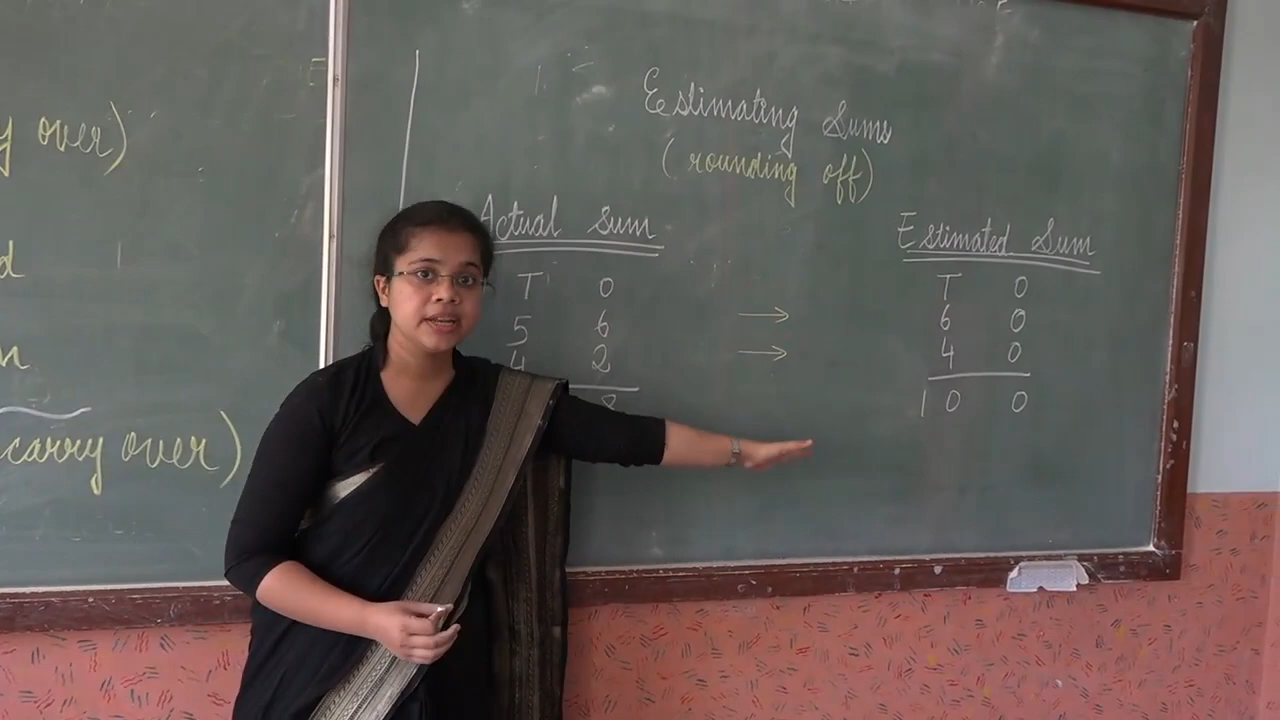 y over)
d
n
carry over)
Estimating Sums
(rounding off)
Actual Sum
T O
5 6
4 2
8
→
→
Estimated Sum
T O
6 0
4 0
1 0 0